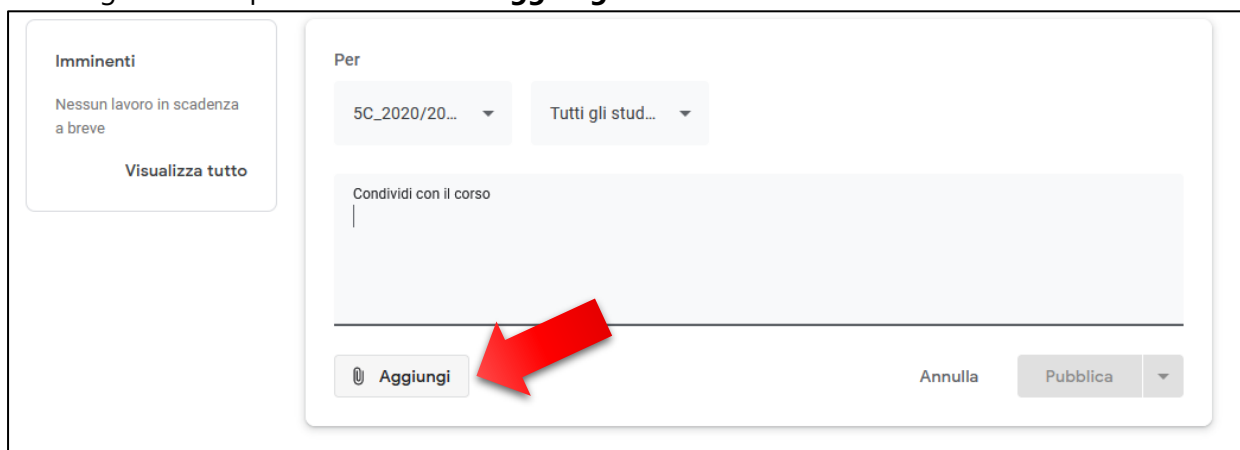 Imminenti
Nessun lavoro in scadenza
a breve
Visualizza tutto
Per
5C_2020/20...
Tutti gli stud...
Condividi con il corso
Aggiungi
Annulla
Pubblica